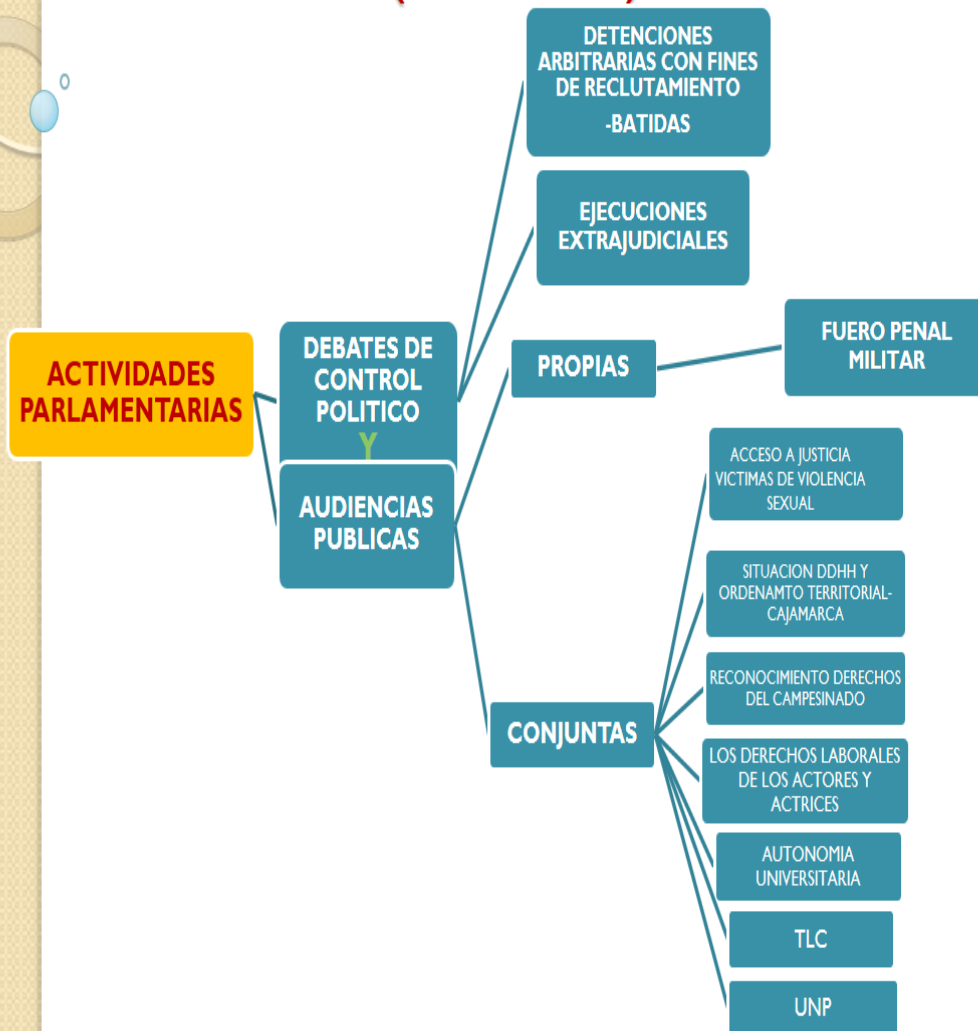 DETENCIONES
ARBITRARIAS CON FINES
DE RECLUTAMIENTO
-BATIDAS
EJECUCIONES
EXTRAJUDICIALES
ACTIVIDADES
PARLAMENTARIAS
DEBATES DE
CONTROL
POLITICO
Y
AUDIENCIAS
PUBLICAS
PROPIAS
FUERO PENAL
MILITAR
CONJUNTAS
ACCESO A JUSTICIA
VICTIMAS DE VIOLENCIA
SEXUAL
SITUACION DDHH Y
ORDENAMTO TERRITORIAL-
CAJAMARCA
RECONOCIMIENTO DERECHOS
DEL CAMPESINADO
LOS DERECHOS LABORALES
DE LOS ACTORES Y
ACTRICES
AUTONOMIA
UNIVERSITARIA
TLC
UNP